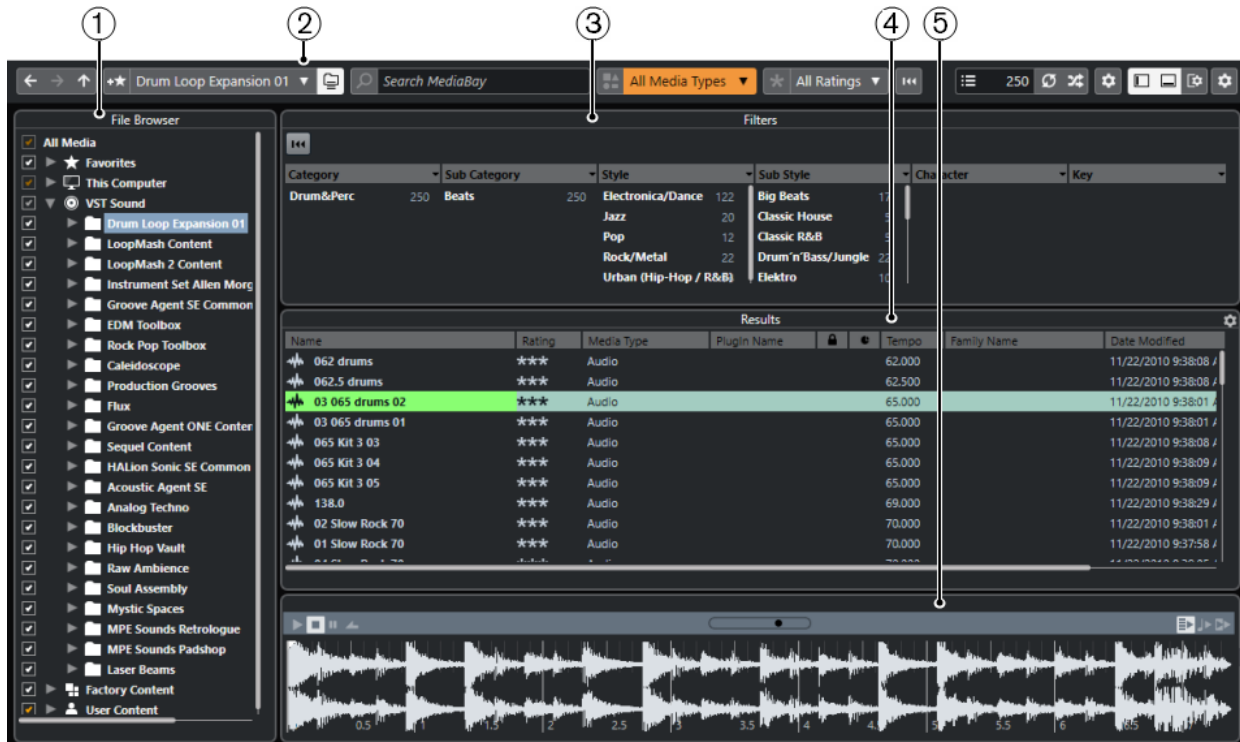 1 2 3 4 5
Drum Loop Expansion 01 Search MediaBay All Media Types All Ratings 250
File Browser
All Media
Favorites
This Computer
VST Sound
Drum Loop Expansion 01
LoopMash Content
LoopMash 2 Content
Instrument Set Allen Morg
Groove Agent SE Common
EDM Toolbox
Rock Pop Toolbox
Caleidoscope
Production Grooves
Flux
Groove Agent ONE Conter
Sequel Content
HALion Sonic SE Common
Acoustic Agent SE
Analog Techno
Blockbuster
Hip Hop Vault
Raw Ambience
Soul Assembly
Mystic Spaces
MPE Sounds Retrologue
MPE Sounds Padshop
Laser Beams
Factory Content
User Content
Filters
Category Sub Category Style Sub Style Character Key
Drum&Perc 250 Beats 250 Electronica/Dance 122 Big Beats
Jazz 20 Classic House
Pop 12 Classic R&B
Rock/Metal 22 Drum´n´Bass/Jungle 22
Urban (Hip-Hop / R&B) Elektro
Results
Name Rating Media Type PlugIn Name Tempo Family Name Date Modified
062 drums *** Audio 62.000 11/22/2010 9:38:08
062.5 drums *** Audio 62.500 11/22/2010 9:38:08
03 065 drums 02 *** Audio 65.000 11/22/2010 9:38:01
03 065 drums 01 *** Audio 65.000 11/22/2010 9:38:01
065 Kit 3 03 *** Audio 65.000 11/22/2010 9:38:08
065 Kit 3 04 *** Audio 65.000 11/22/2010 9:38:09
065 Kit 3 05 *** Audio 65.000 11/22/2010 9:38:09
138.0 *** Audio 69.000 11/22/2010 9:38:29
02 Slow Rock 70 *** Audio 70.000 11/22/2010 9:38:01
01 Slow Rock 70 *** Audio 70.000 11/22/2010 9:37:58
0.5 1 1.5 2 2.5 3 3.5 4 4.5 5 5.5 6 6.5